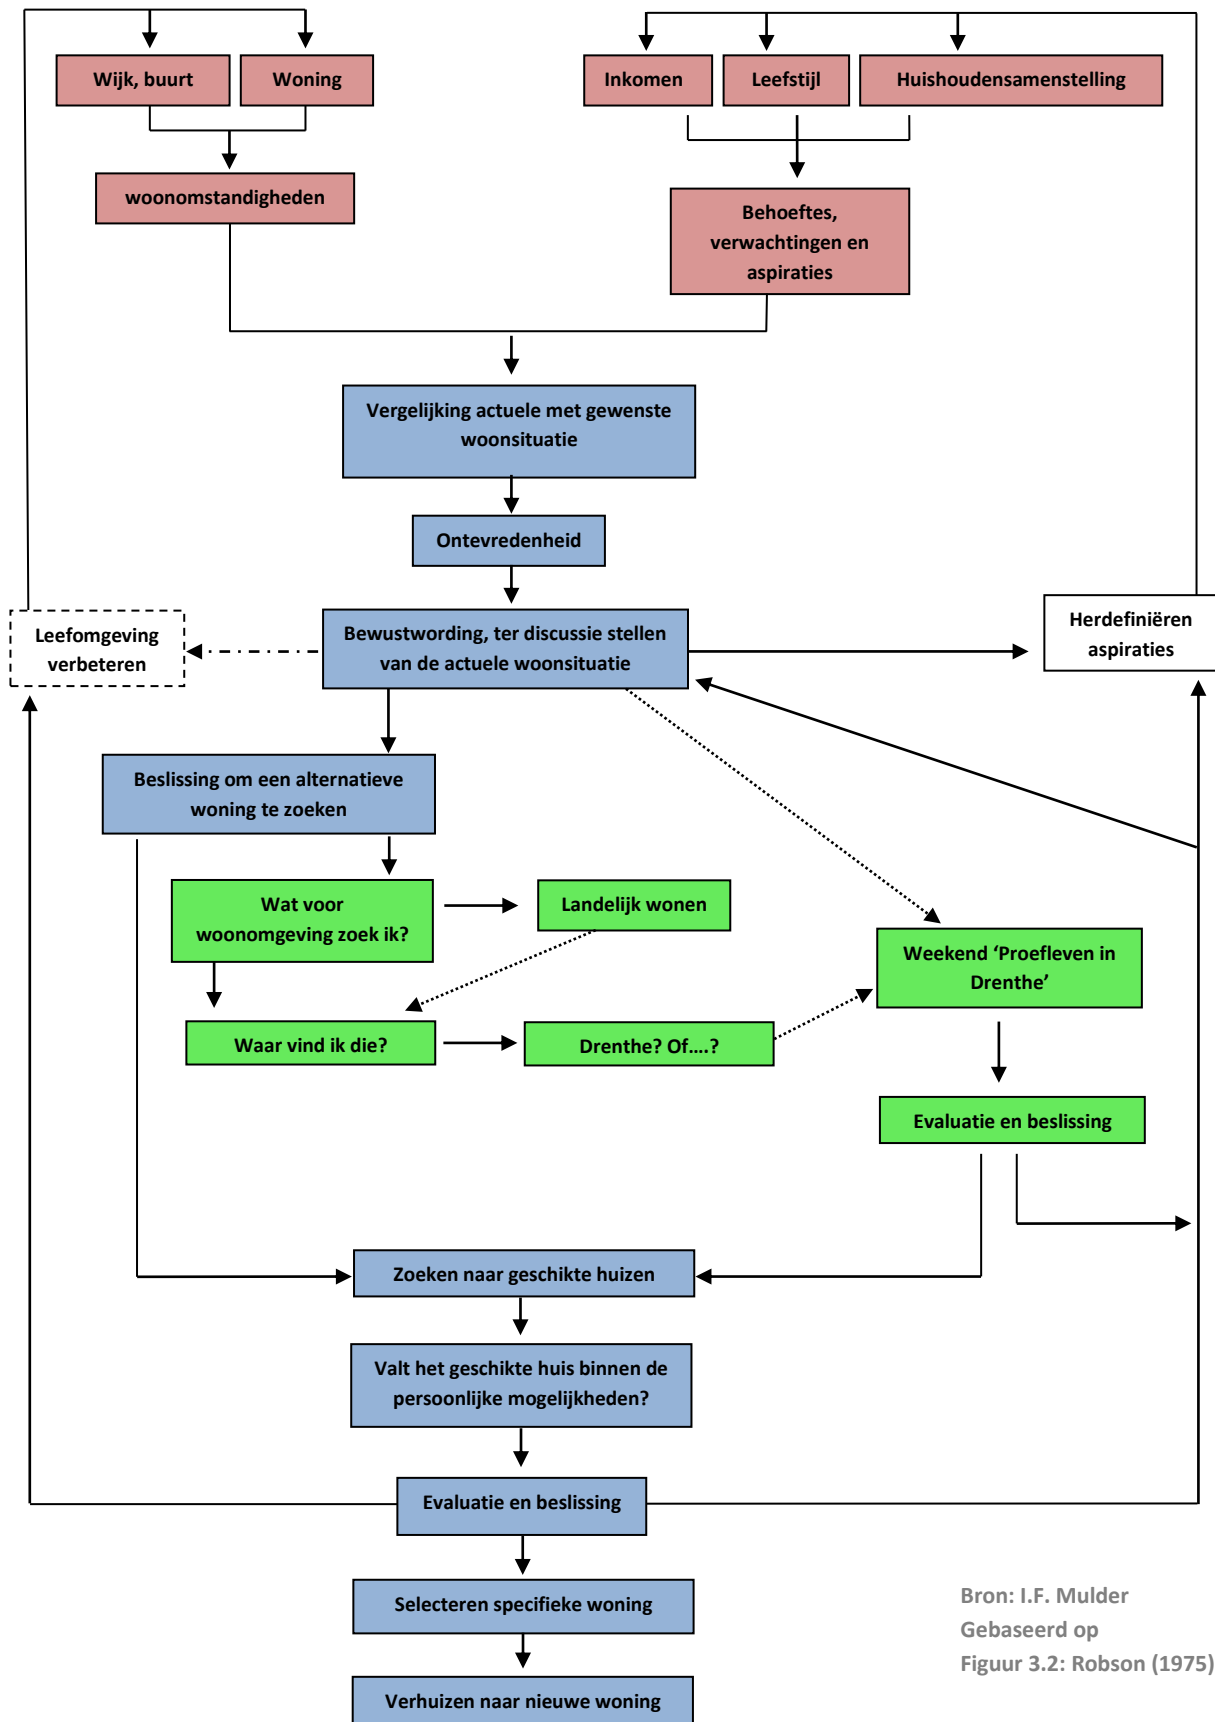 Wijk, buurt
Woning
Inkomen
Leefstijl
Huishoudensamenstelling
woonomstandigheden
Behoeftes,
verwachtingen en
aspiraties
Vergelijking actuele met gewenste
woonsituatie
Ontevredenheid
Leefomgeving
verbeteren
Bewustwording, ter discussie stellen
van de actuele woonsituatie
Herdefiniëren
aspiraties
Beslissing om een alternatieve
woning te zoeken
Wat voor
woonomgeving zoek ik?
Landelijk wonen
Weekend ‘Proefleven in
Drenthe’
Waar vind ik die?
Drenthe? Of….?
Evaluatie en beslissing
Zoeken naar geschikte huizen
Valt het geschikte huis binnen de
persoonlijke mogelijkheden?
Evaluatie en beslissing
Selecteren specifieke woning
Verhuizen naar nieuwe woning
Bron: I.F. Mulder
Gebaseerd op
Figuur 3.2: Robson (1975)